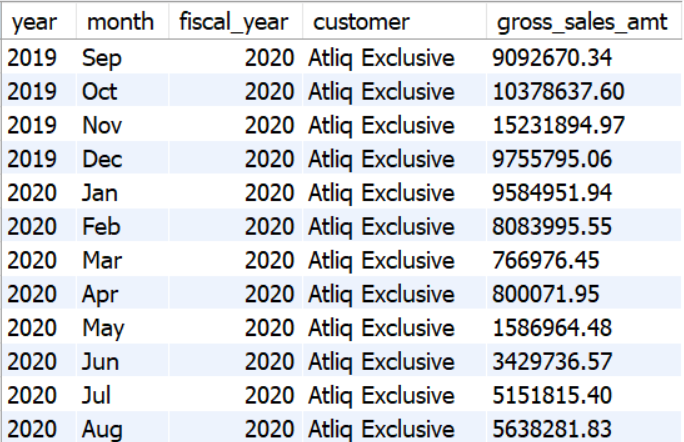 year month fiscal_year customer gross_sales_amt
2019 Sep 2020 Atliq Exclusive 9092670.34
2019 Oct 2020 Atliq Exclusive 10378637.60
2019 Nov 2020 Atliq Exclusive 15231894.97
2019 Dec 2020 Atliq Exclusive 9755795.06
2020 Jan 2020 Atliq Exclusive 9584951.94
2020 Feb 2020 Atliq Exclusive 8083995.55
2020 Mar 2020 Atliq Exclusive 766976.45
2020 Apr 2020 Atliq Exclusive 800071.95
2020 May 2020 Atliq Exclusive 1586964.48
2020 Jun 2020 Atliq Exclusive 3429736.57
2020 Jul 2020 Atliq Exclusive 5151815.40
2020 Aug 2020 Atliq Exclusive 5638281.83